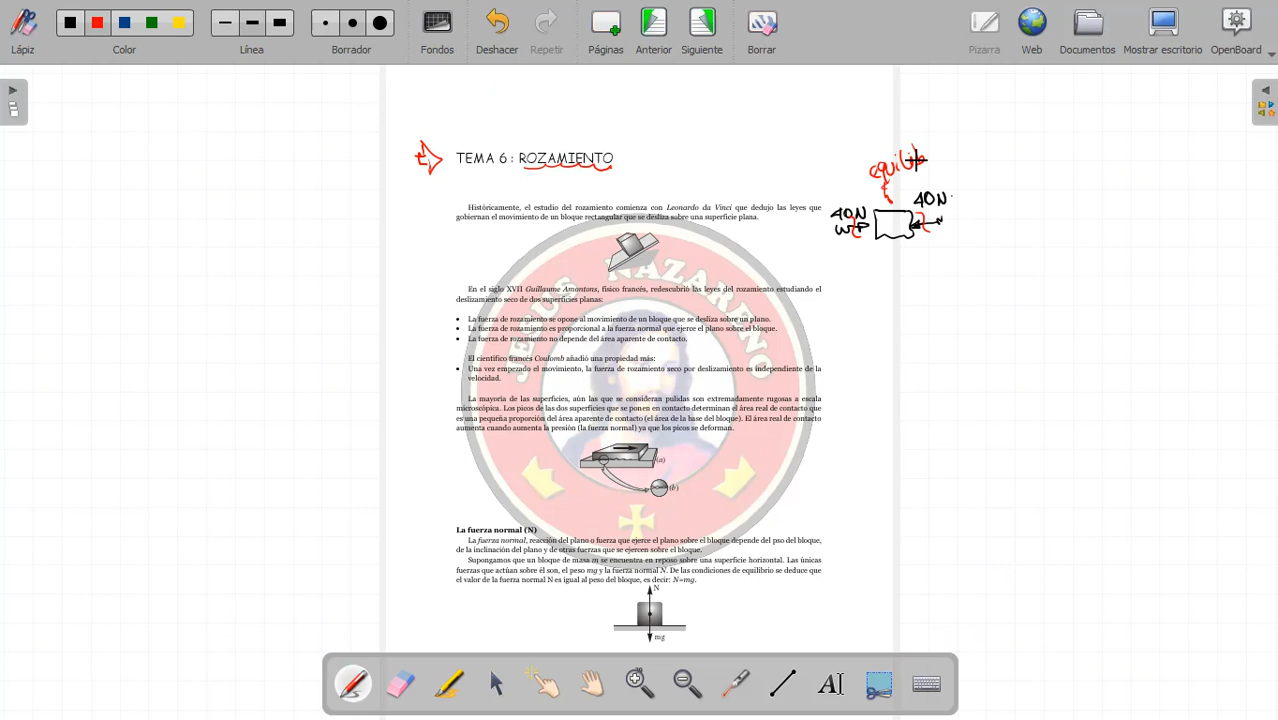 Lápiz
Color
Línea
Borrador
Fondos
Deshacer
Repetir
Páginas
Anterior
Siguiente
Borrar
Pizarra
Web
Documentos
Mostrar escritorio
OpenBoard
TEMA 6 : ROZAMIENTO
equilib
40N
40N
Històricamente, el estudio del rozamiento comienza con Leonardo da Vinci que dedujo las leyes que
gobiernan el movimiento de un bloque rectangular que se desliza sobre una superficie plana.
En el siglo XVII Guillaume Amontons, físico francés, redescubrió las leyes del rozamiento estudiando el
deslizamiento seco de dos superficies planas:
• La fuerza de rozamiento se opone al movimiento de un bloque que se desliza sobre un plano.
• La fuerza de rozamiento es proporcional a la fuerza normal que ejerce el plano sobre el bloque.
• La fuerza de rozamiento no depende del área aparente de contacto.
El científico francés Coulomb añadió una propiedad más:
• Una vez empezado el movimiento, la fuerza de rozamiento seco por deslizamiento es independiente de la
velocidad.
La mayoría de las superficies, aún las que se consideran pulidas son extremadamente rugosas a escala
microscópica. Los picos de las dos superficies que se ponen en contacto determinan el área real de contacto que
es una pequeña proporción del área aparente de contacto (el área de la base del bloque). El área real de contacto
aumenta cuando aumenta la presión (la fuerza normal) ya que los picos se deforman.
(a)
(b)
La fuerza normal (N)
La fuerza normal, reacción del plano o fuerza que ejerce el plano sobre el bloque depende del pso del bloque,
de la inclinación del plano y de otras fuerzas que se ejercen sobre el bloque.
Supongamos que un bloque de masa m se encuentra en reposo sobre una superficie horizontal. Las únicas
fuerzas que actúan sobre él son, el peso mg y la fuerza normal N. De las condiciones de equilibrio se deduce que
el valor de la fuerza normal N es igual al peso del bloque, es decir: N=mg.
N
mg
JESUS NAZARENO